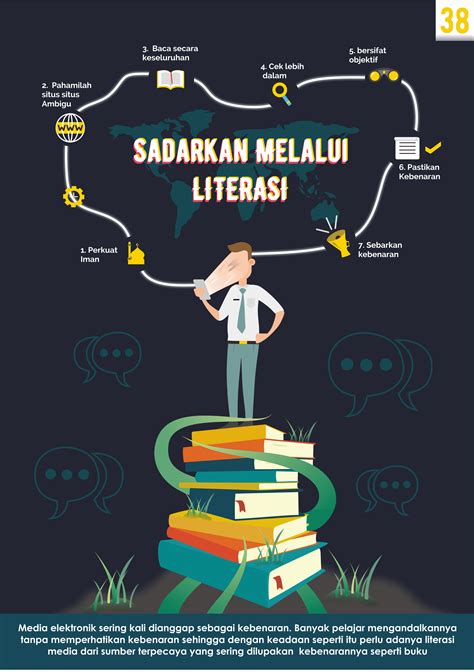 38
3. Baca secara
keseluruhan
4. Cek lebih
dalam
5. bersifat
objektif
2. Pahamilah
situs situs
Ambigu
WWW
SADARKAN MELALUI
LITERASI
6. Pastikan
Kebenaran
1. Perkuat
Iman
7. Sebarkan
kebenaran
Media elektronik sering kali dianggap sebagai kebenaran. Banyak pelajar mengandalkannya
tanpa memperhatikan kebenaran sehingga dengan keadaan seperti itu perlu adanya literasi
media dari sumber terpecaya yang sering dilupakan kebenarannya seperti buku